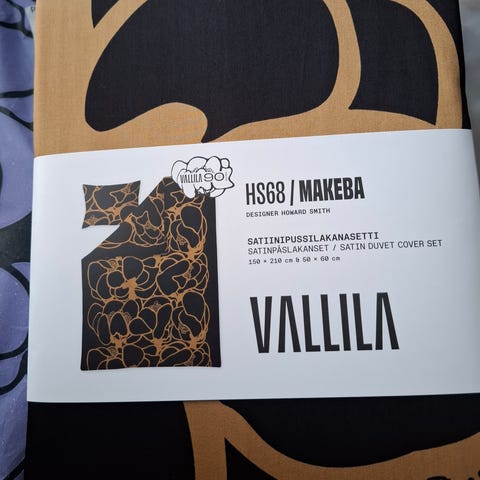 VALLILA 90
HS68 / MAKEBA
DESIGNER HOWARD SMITH
SATIINIPUSSILAKANASETTI
SATINPÅSLAKANSET / SATIN DUVET COVER SET
150 × 210 cm & 50 × 60 cm
VALLILA